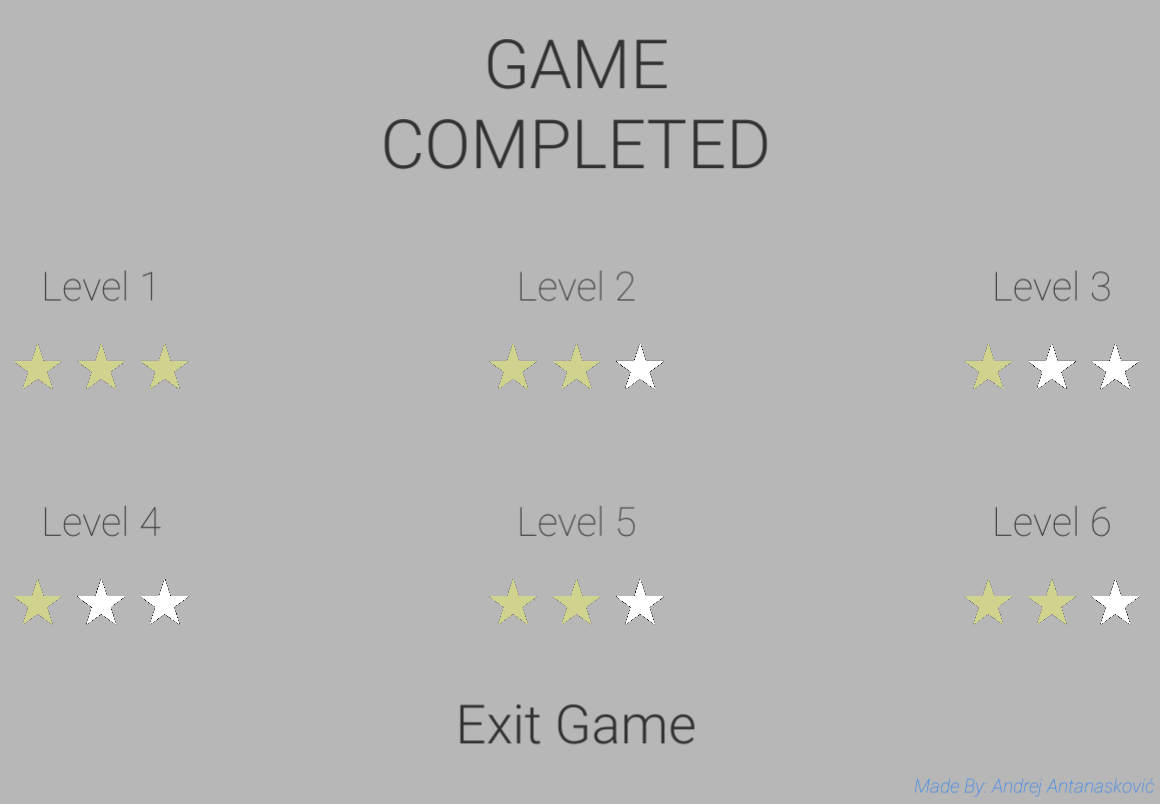 GAME
COMPLETED
Level 1
Level 2
Level 3
Level 4
Level 5
Level 6
Exit Game
Made By: Andrej Antanasković